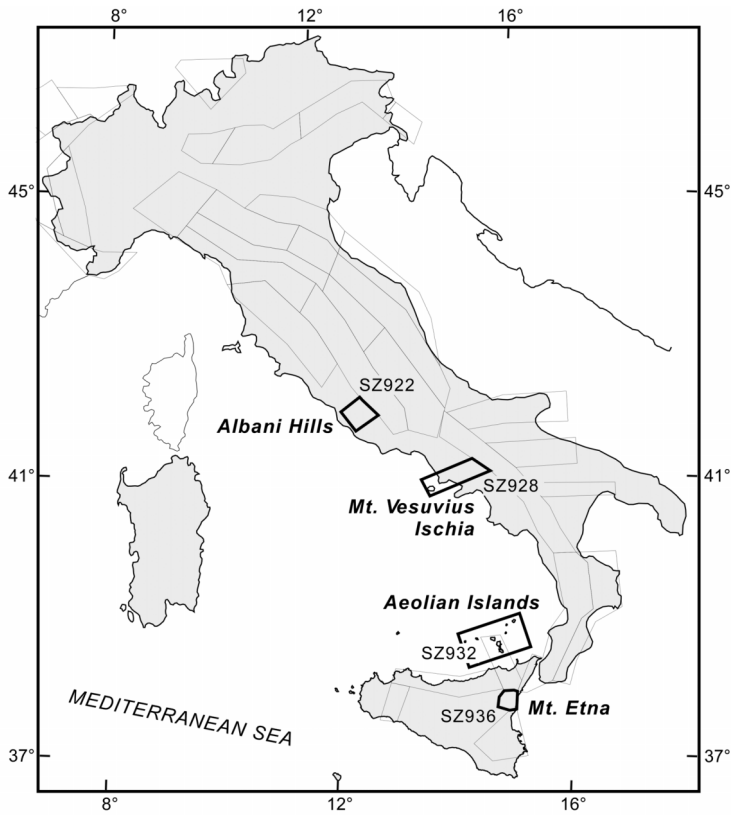 8° 12° 16°
45° 45°
SZ922
Albani Hills
41° 41°
SZ928
Mt. Vesuvius
Ischia
Aeolian Islands
SZ932
MEDITERRANEAN SEA
SZ936
Mt. Etna
37° 37°
8° 12° 16°